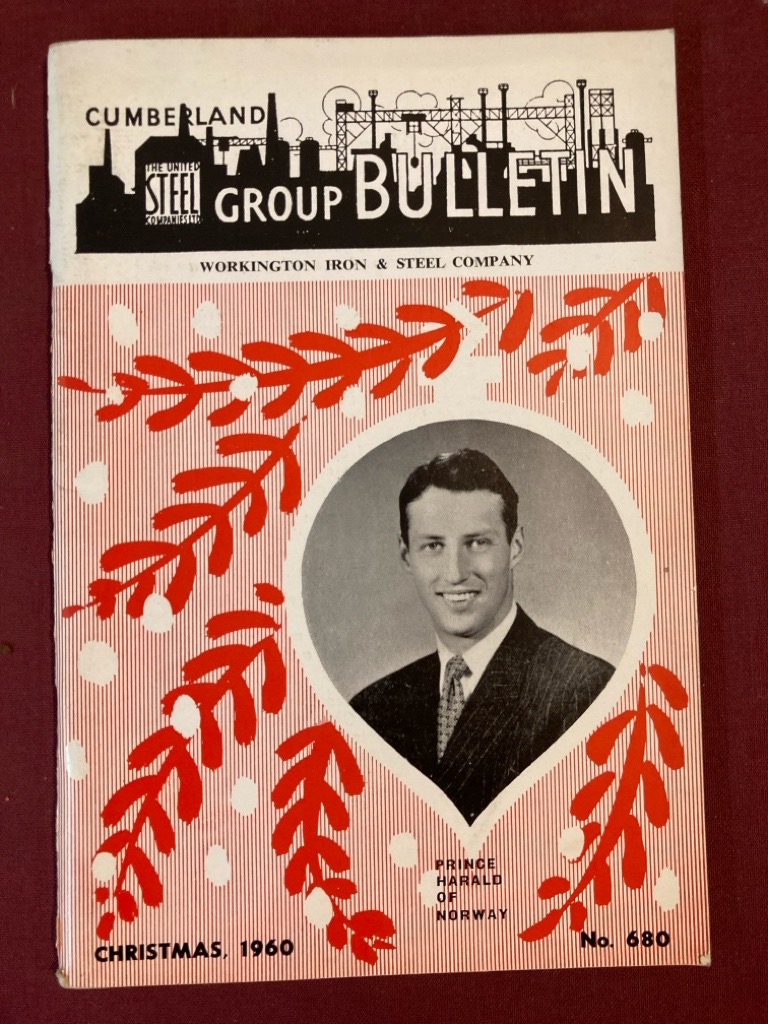 CUMBERLAND
THE UNITED
STEEL
COMPANIES LTD
GROUP BULLETIN
WORKINGTON IRON & STEEL COMPANY
PRINCE
HARALD
OF
NORWAY
CHRISTMAS, 1960
No. 680